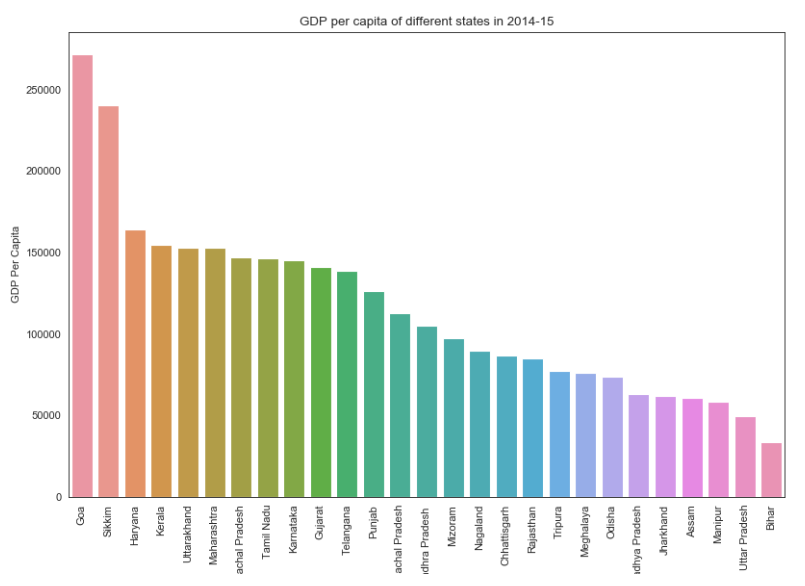 GDP per capita of different states in 2014-15
GDP Per Capita
250000
200000
150000
100000
50000
0
Goa
Sikkim
Haryana
Kerala
Uttarakhand
Maharashtra
achal Pradesh
Tamil Nadu
Karnataka
Gujarat
Telangana
Punjab
achal Pradesh
dhra Pradesh
Mizoram
Nagaland
Chhattisgarh
Rajasthan
Tripura
Meghalaya
Odisha
dhya Pradesh
Jharkhand
Assam
Manipur
Uttar Pradesh
Bihar